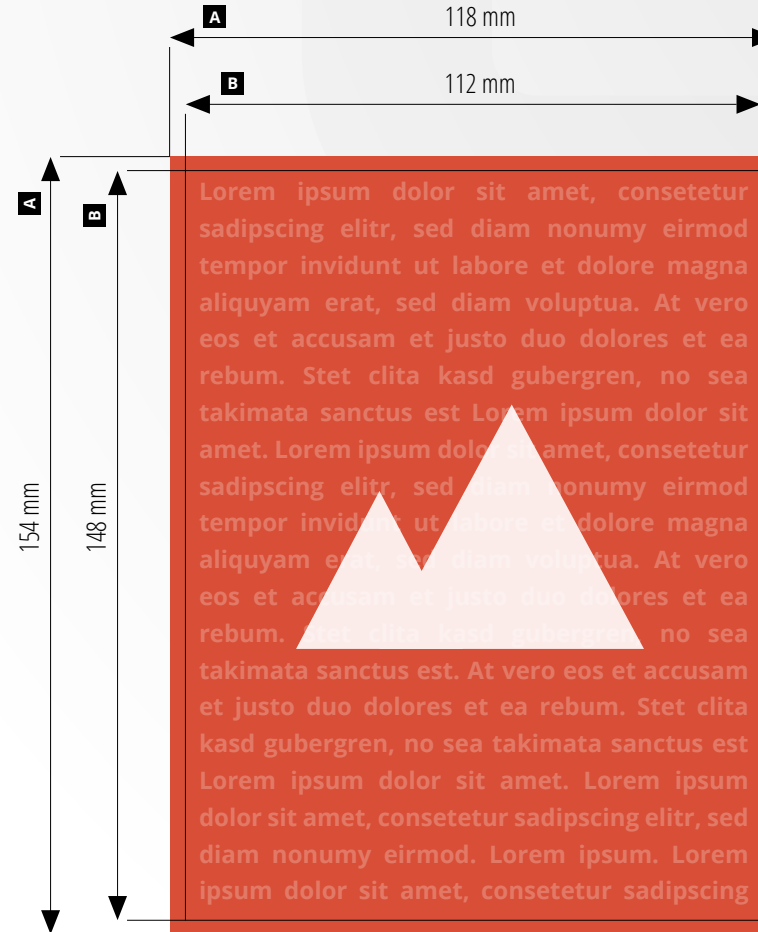 A
118 mm
B
112 mm
A
B
154 mm
148 mm
Lorem ipsum dolor sit amet, consetetur
sadipscing elitr, sed diam nonumy eirmod
tempor invidunt ut labore et dolore magna
aliquyam erat, sed diam voluptua. At vero
eos et accusam et justo duo dolores et ea
rebum. Stet clita kasd gubergren, no sea
takimata sanctus est Lorem ipsum dolor sit
amet. Lorem ipsum dolor sit amet, consetetur
sadipscing elitr, sed diam nonumy eirmod
tempor invidunt ut labore et dolore magna
aliquyam erat, sed diam voluptua. At vero
eos et accusam et justo duo dolores et ea
rebum. Stet clita kasd gubergren, no sea
takimata sanctus est. At vero eos et accusam
et justo duo dolores et ea rebum. Stet clita
kasd gubergren, no sea takimata sanctus est
Lorem ipsum dolor sit amet. Lorem ipsum
dolor sit amet, consetetur sadipscing elitr, sed
diam nonumy eirmod. Lorem ipsum. Lorem
ipsum dolor sit amet, consetetur sadipscing